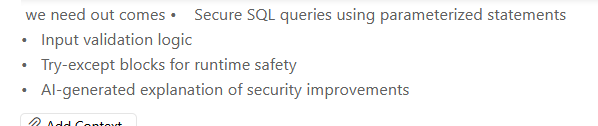 we need out comes •    Secure SQL queries using parameterized statements
•    Input validation logic
•    Try-except blocks for runtime safety
•    AI-generated explanation of security improvements
Add Context